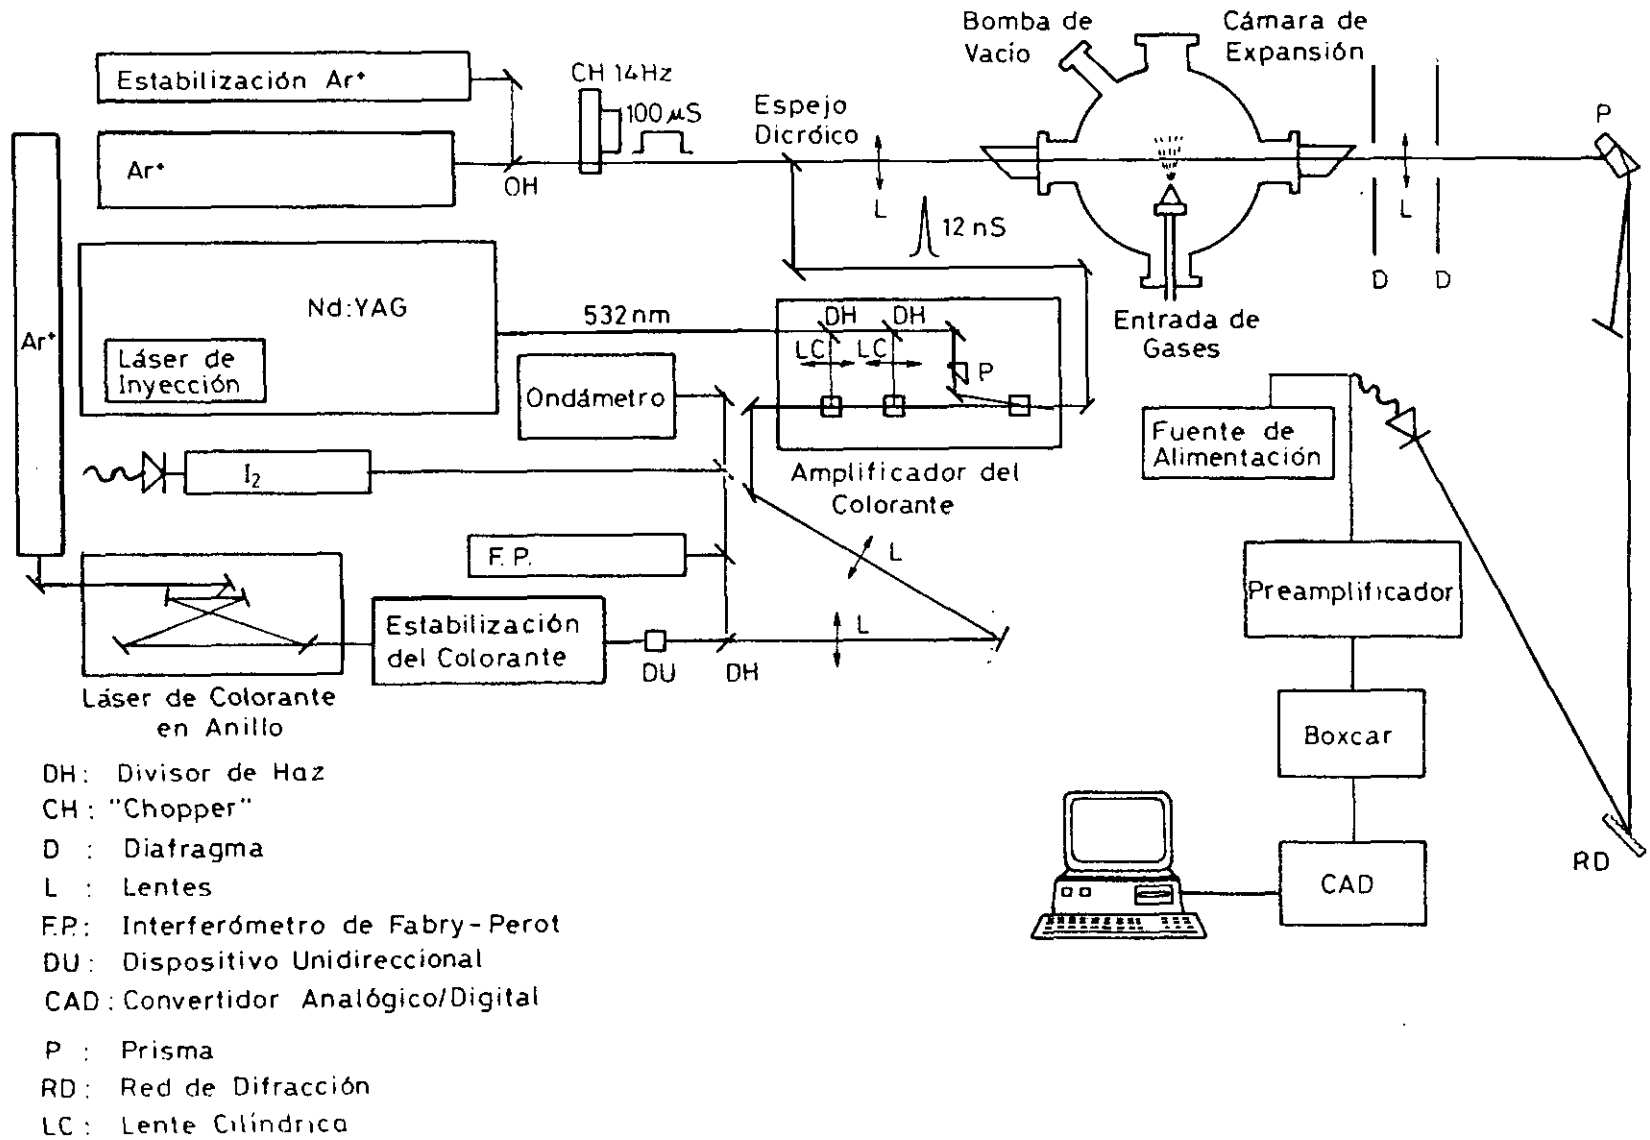 Bomba de
Vacío
Cámara de
Expansión
Estabilización Ar⁺
CH 14Hz
100 μS
Espejo
Dicróico
P
Ar⁺
OH
L
L
12 nS
D
D
Nd:YAG
532nm
DH
DH
Entrada de
Gases
Ar⁺
Láser de
Inyección
LC
LC
P
Ondámetro
Fuente de
Alimentación
I₂
Amplificador del
Colorante
F.P.
L
Preamplificador
Estabilización
del Colorante
L
DU
DH
Láser de Colorante
en Anillo
Boxcar
DH: Divisor de Haz
CH: "Chopper"
D : Diafragma
RD
CAD
L : Lentes
F.P.: Interferómetro de Fabry-Perot
DU: Dispositivo Unidireccional
CAD: Convertidor Analógico/Digital
P : Prisma
RD: Red de Difracción
LC: Lente Cilíndrica